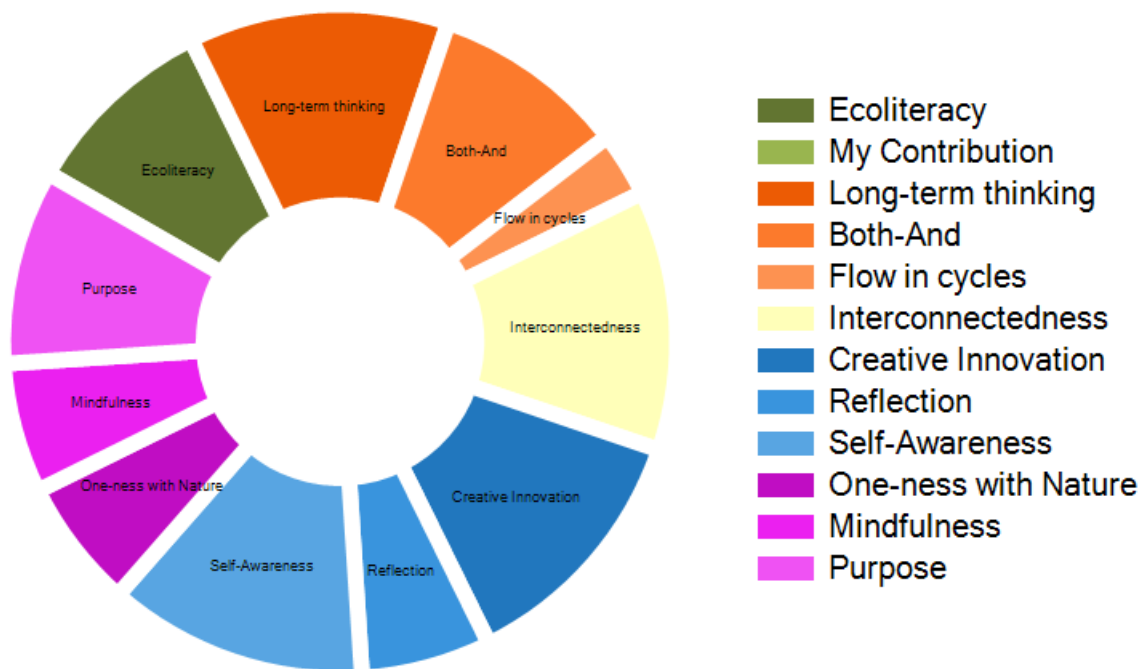 Long-term thinking
Both-And
Ecoliteracy
Flow in cycles
Purpose
Interconnectedness
Mindfulness
One-ness with Nature
Creative Innovation
Self-Awareness
Reflection
Ecoliteracy
My Contribution
Long-term thinking
Both-And
Flow in cycles
Interconnectedness
Creative Innovation
Reflection
Self-Awareness
One-ness with Nature
Mindfulness
Purpose